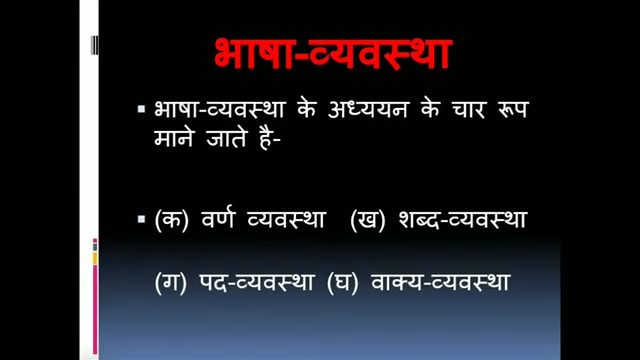 भाषा-व्यवस्था
भाषा-व्यवस्था के अध्ययन के चार रूप
माने जाते है-
(क) वर्ण व्यवस्था (ख) शब्द-व्यवस्था
(ग) पद-व्यवस्था (घ) वाक्य-व्यवस्था